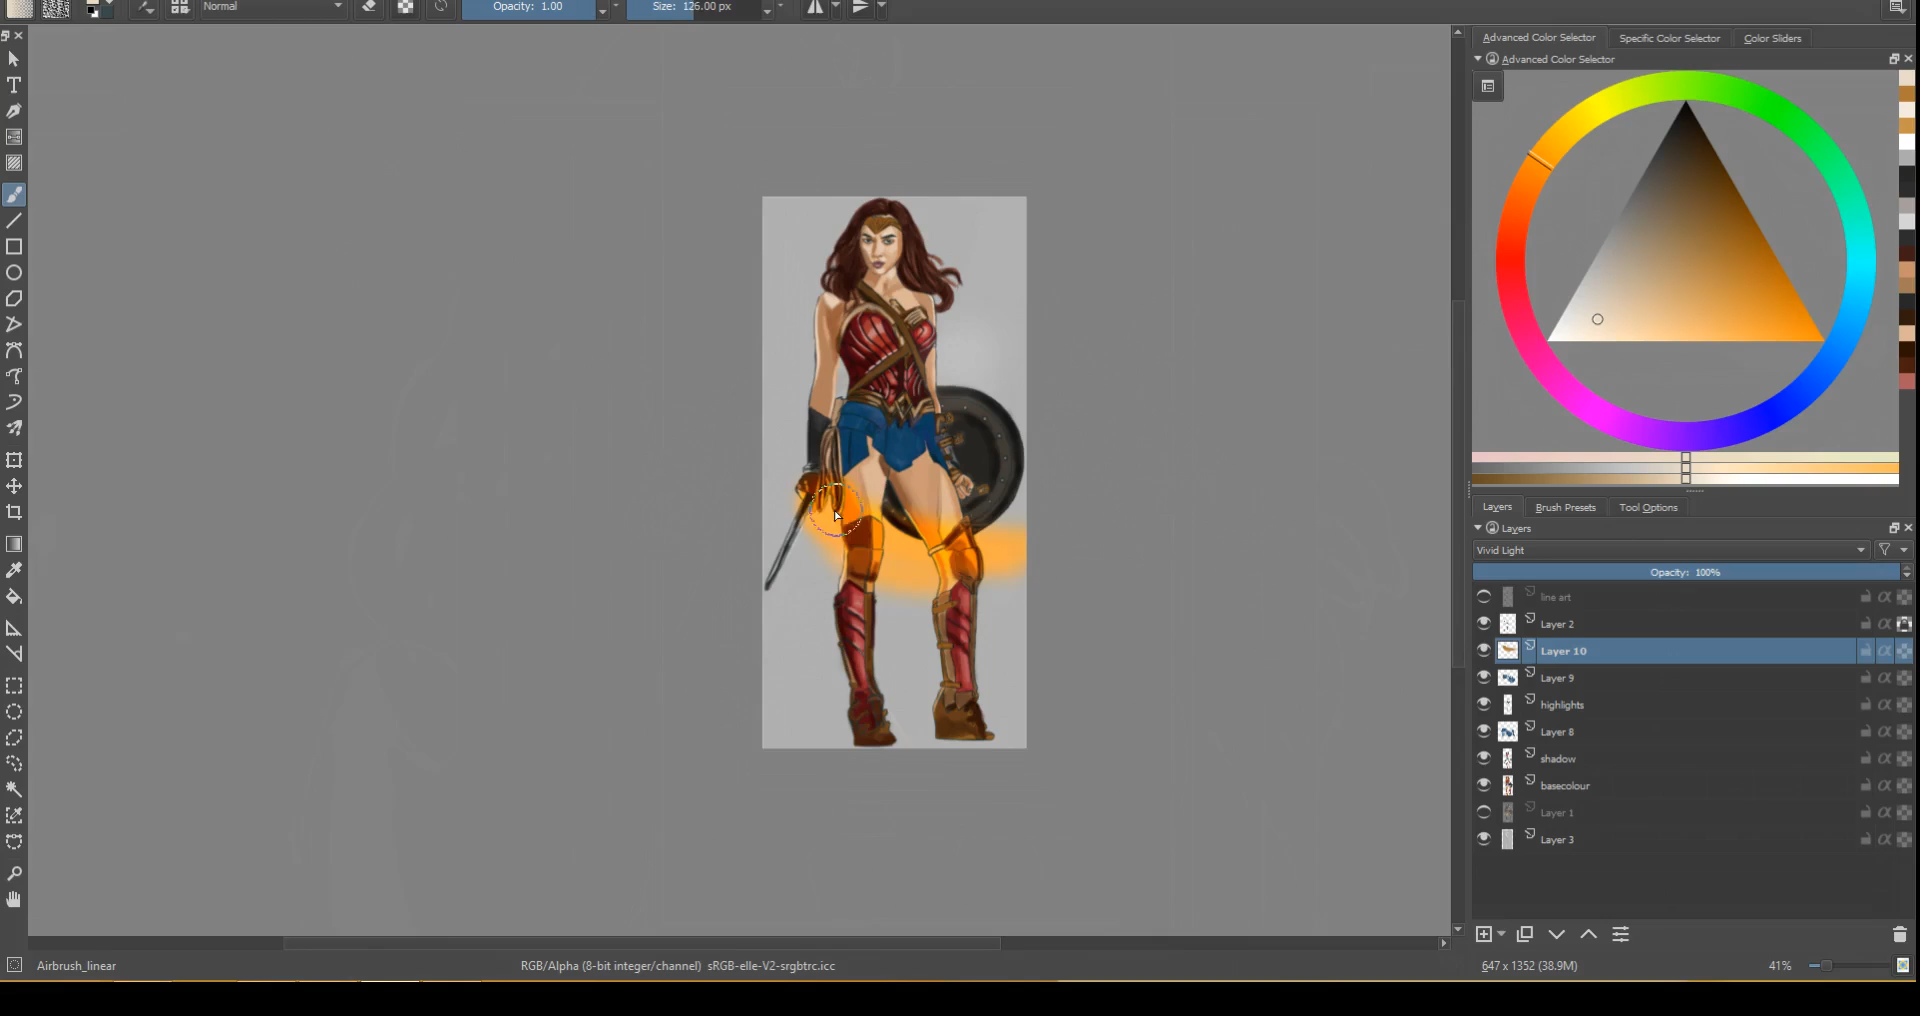 Normal Opacity: 1.00 Size: 126.00 px
Advanced Color Selector Specific Color Selector Color Sliders
Advanced Color Selector
Layers Brush Presets Tool Options
Layers
Vivid Light
Opacity: 100%
line art
Layer 2
Layer 10
Layer 9
highlights
Layer 8
shadow
basecolour
Layer 1
Layer 3
Airbrush_linear RGB/Alpha (8-bit integer/channel) sRGB-elle-V2-srgbtrc.icc 647 x 1352 (38.9M) 41%